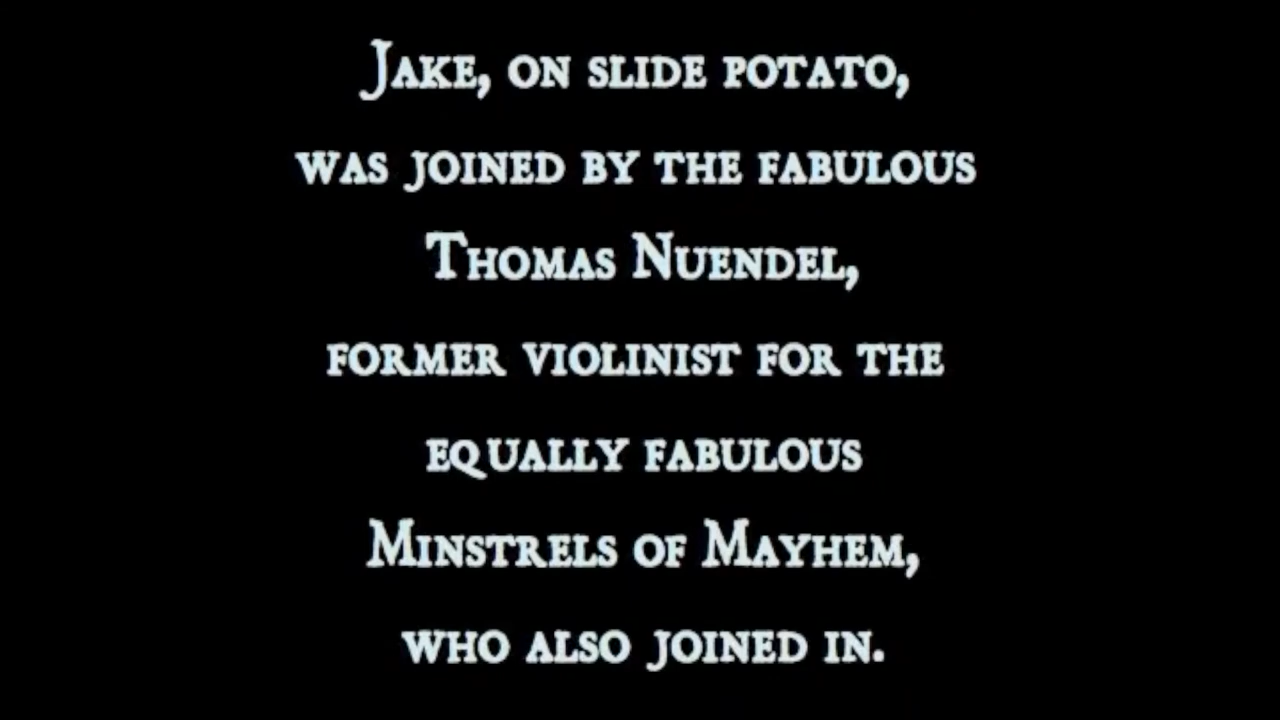 Jake, on slide potato,
was joined by the fabulous
Thomas Nuendel,
former violinist for the
equally fabulous
Minstrels of Mayhem,
who also joined in.